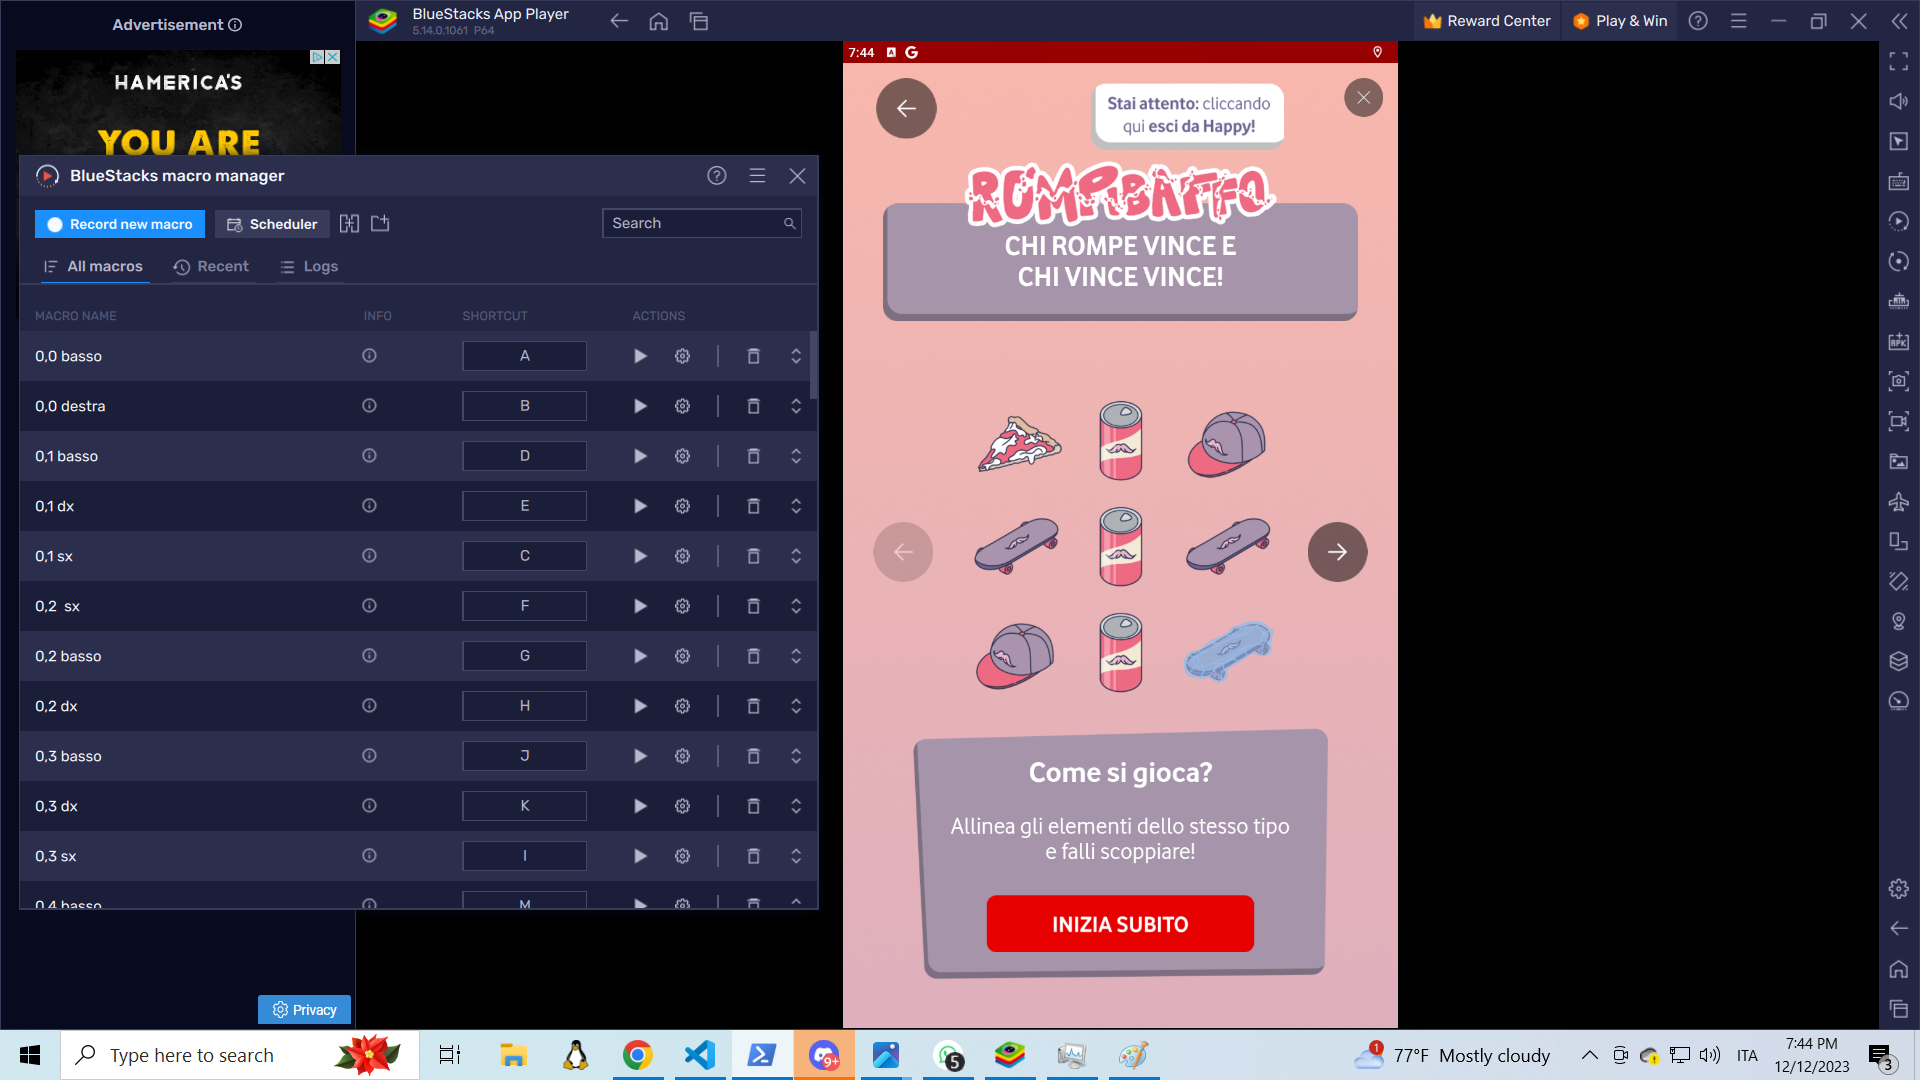 Advertisement
BlueStacks App Player
5.14.0.1061 P64
Reward Center
Play & Win
HAMERICA'S
YOU ARE
BlueStacks macro manager
Record new macro
Scheduler
Search
All macros
Recent
Logs
MACRO NAME INFO SHORTCUT ACTIONS
0,0 basso A
0,0 destra B
0,1 basso D
0,1 dx E
0,1 sx C
0,2 sx F
0,2 basso G
0,2 dx H
0,3 basso J
0,3 dx K
0,3 sx I
0,4 basso M
Privacy
7:44
Stai attento: cliccando
qui esci da Happy!
ROMPIBAFFO
CHI ROMPE VINCE E
CHI VINCE VINCE!
Come si gioca?
Allinea gli elementi dello stesso tipo
e falli scoppiare!
INIZIA SUBITO
Type here to search
9+
5
1
77°F Mostly cloudy
ITA
7:44 PM
12/12/2023
3